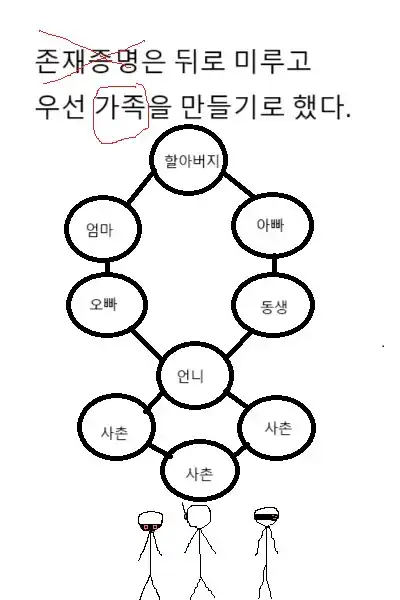 존재증명은 뒤로 미루고
우선 가족을 만들기로 했다.
할아버지
엄마
아빠
오빠
동생
언니
사촌
사촌
사촌